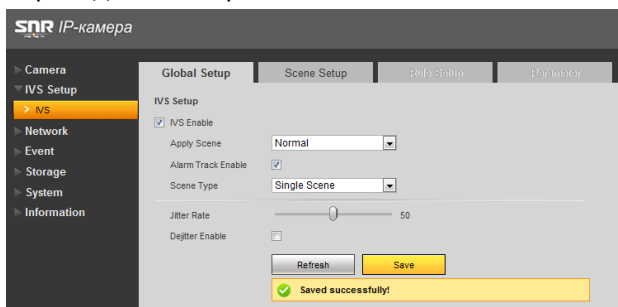 SNR IP-камера
Camera
IVS Setup
IVS
Network
Event
Storage
System
Information
Global Setup Scene Setup Rule Setup Parameter
IVS Setup
IVS Enable
Apply Scene Normal
Alarm Track Enable
Scene Type Single Scene
Jitter Rate 50
Dejitter Enable
Refresh Save
Saved successfully!